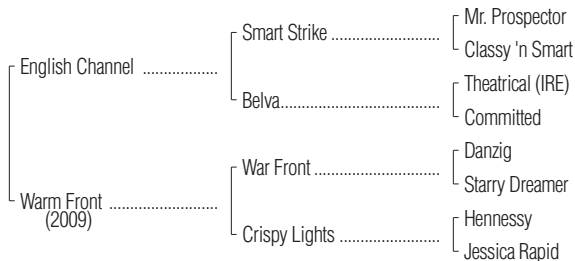 Mr. Prospector
Smart Strike ....................
Classy 'n Smart
English Channel ..................
Theatrical (IRE)
Belva...............................
Committed
Danzig
War Front .........................
Starry Dreamer
Warm Front ..........................
(2009)
Hennessy
Crispy Lights ...................
Jessica Rapid